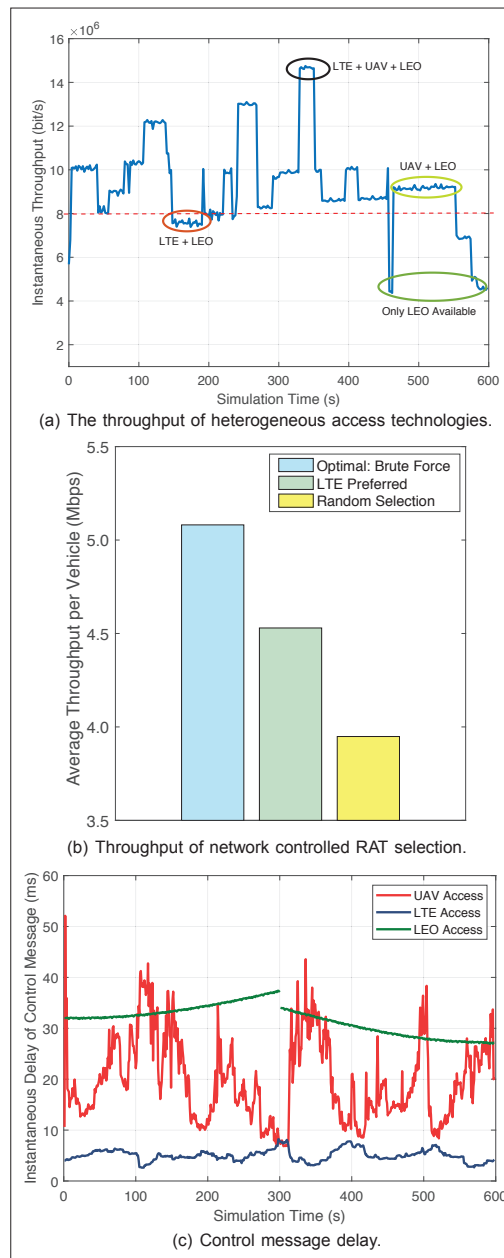 × 10^6
16
14
12
10
8
6
4
2
0
100
200
300
400
500
600
Instantaneous Throughput (bit/s)
Simulation Time (s)
LTE + UAV + LEO
UAV + LEO
LTE + LEO
Only LEO Available
(a) The throughput of heterogeneous access technologies.
5.5
5.0
4.5
4.0
3.5
Average Throughput per Vehicle (Mbps)
Optimal: Brute Force
LTE Preferred
Random Selection
(b) Throughput of network controlled RAT selection.
60
50
40
30
20
10
0
0
100
200
300
400
500
600
Instantaneous Delay of Control Message (ms)
UAV Access
LTE Access
LEO Access
Simulation Time (s)
(c) Control message delay.